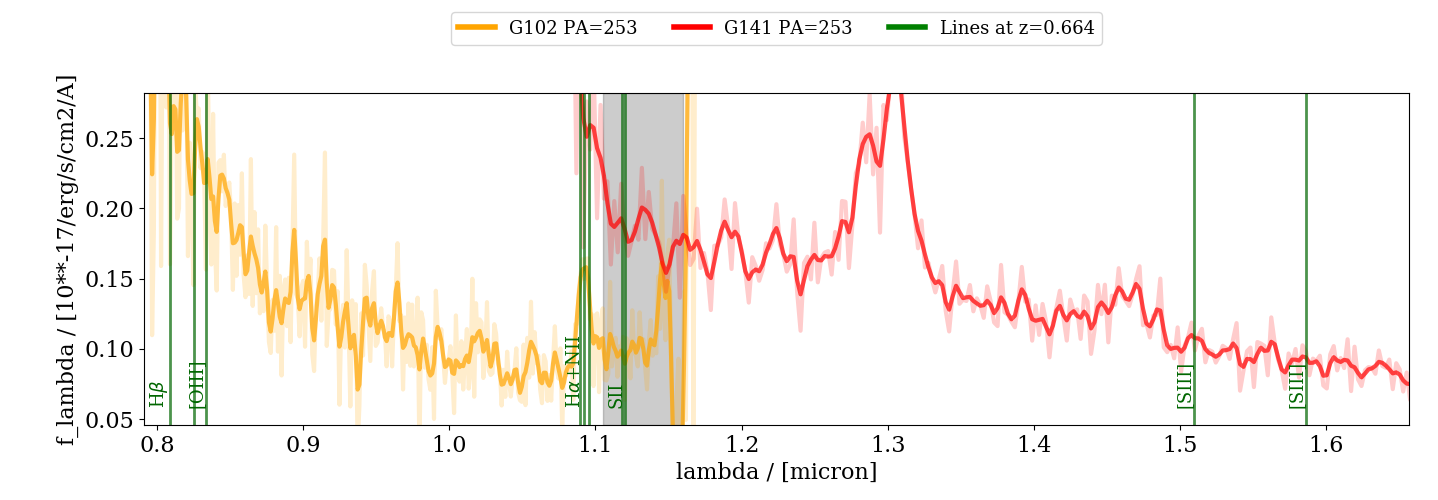 G102 PA=253
G141 PA=253
Lines at z=0.664
f_lambda / [10**-17/erg/s/cm2/A]
0.25
0.20
0.15
0.10
0.05
Hβ
[OIII]
Hα+NII
SII
[SIII]
[SIII]
0.8
0.9
1.0
1.1
1.2
1.3
1.4
1.5
1.6
lambda / [micron]